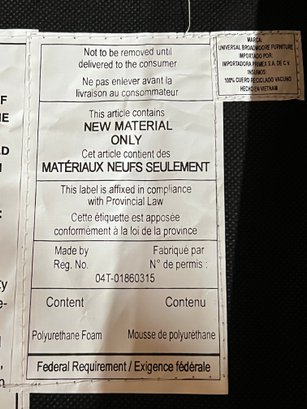 Not to be removed until
delivered to the consumer
Ne pas enlever avant la
livraison au consommateur
This article contains
NEW MATERIAL
ONLY
Cet article contient des
MATÉRIAUX NEUFS SEULEMENT
This label is affixed in compliance
with Provincial Law
Cette étiquette est apposée
conformément à la loi de la province
Made by Fabriqué par
Reg. No. N° de permis :
04T-01860315
Content Contenu
Polyurethane Foam Mousse de polyuréthane
Federal Requirement / Exigence fédérale
MARCA:
UNIVERSAL BROADMOORE FURNITURE
IMPORTADO POR:
IMPORTADORA PRIMEX S.A. DE C.V.
INSUMOS:
100% CUERO RECICLADO VACUNO
HECHO EN VIETNAM